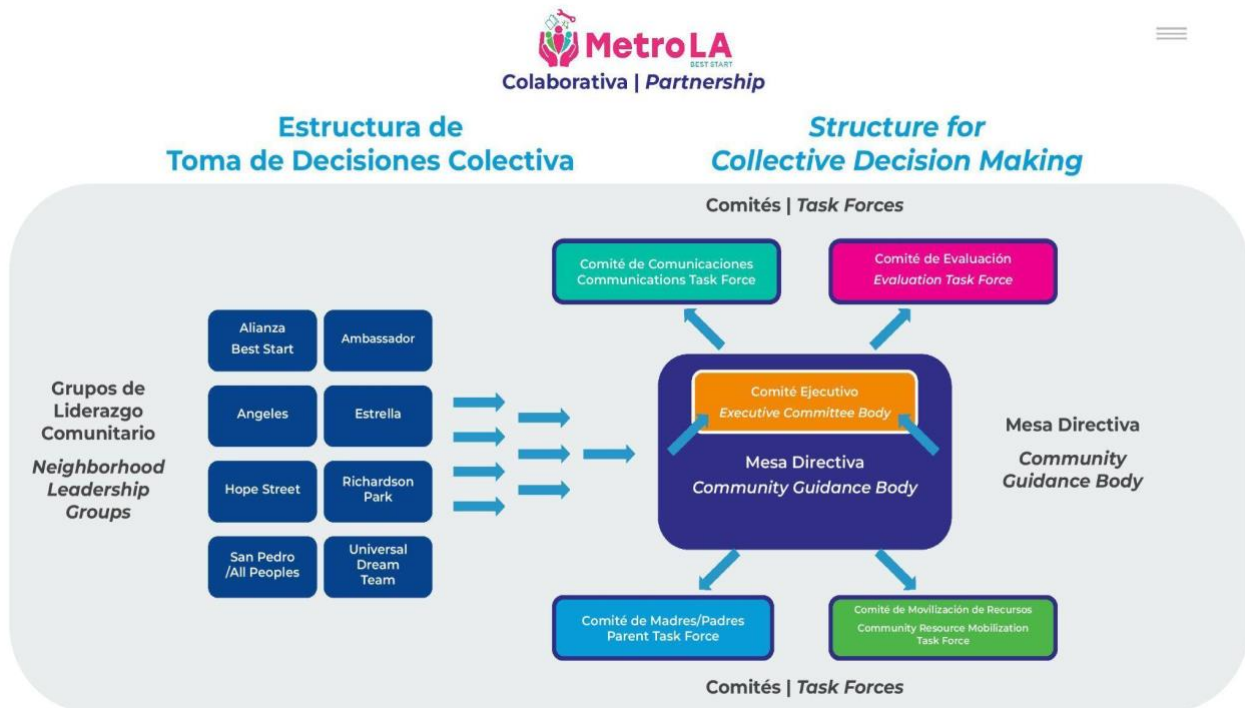 MetroLA
BEST START
Colaborativa | Partnership
Estructura de
Toma de Decisiones Colectiva
Structure for
Collective Decision Making
Comités | Task Forces
Comité de Comunicaciones
Communications Task Force
Comité de Evaluación
Evaluation Task Force
Grupos de
Liderazgo
Comunitario
Neighborhood
Leadership
Groups
Alianza
Best Start
Ambassador
Angeles
Estrella
Hope Street
Richardson
Park
San Pedro
/All Peoples
Universal
Dream
Team
Comité Ejecutivo
Executive Committee Body
Mesa Directiva
Community Guidance Body
Mesa Directiva
Community
Guidance Body
Comité de Madres/Padres
Parent Task Force
Comité de Movilización de Recursos
Community Resource Mobilization
Task Force
Comités | Task Forces